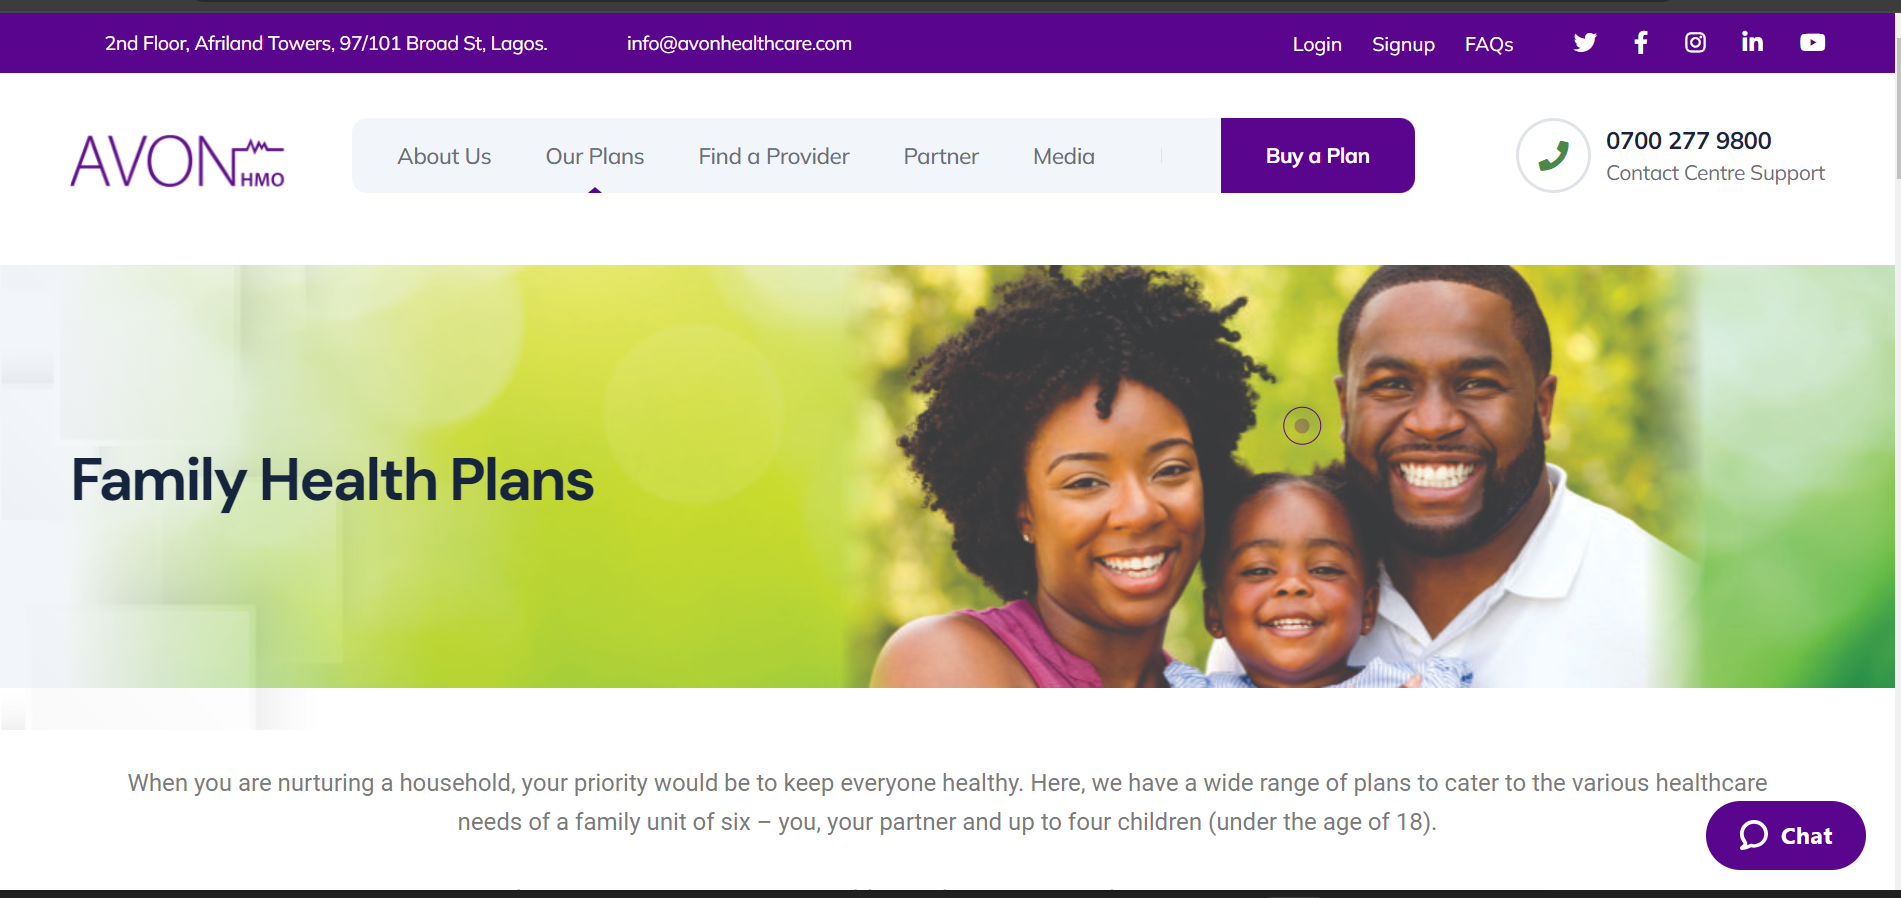 2nd Floor, Afriland Towers, 97/101 Broad St, Lagos.
info@avonhealthcare.com
Login
Signup
FAQs
AVON HMO
About Us
Our Plans
Find a Provider
Partner
Media
Buy a Plan
0700 277 9800
Contact Centre Support
Family Health Plans
When you are nurturing a household, your priority would be to keep everyone healthy. Here, we have a wide range of plans to cater to the various healthcare
needs of a family unit of six – you, your partner and up to four children (under the age of 18).
Chat